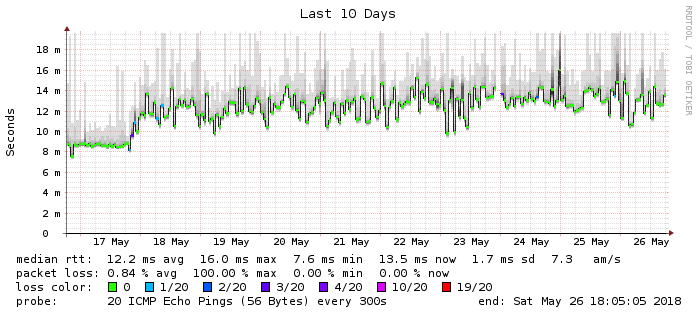 Last 10 Days
RRDTOOL / TOBI OETIKER
Seconds
18 m
16 m
14 m
12 m
10 m
8 m
6 m
4 m
2 m
0
17 May 18 May 19 May 20 May 21 May 22 May 23 May 24 May 25 May 26 May
median rtt: 12.2 ms avg 16.0 ms max 7.6 ms min 13.5 ms now 1.7 ms sd 7.3 am/s
packet loss: 0.84 % avg 100.00 % max 0.00 % min 0.00 % now
loss color: 0 1/20 2/20 3/20 4/20 10/20 19/20
probe: 20 ICMP Echo Pings (56 Bytes) every 300s end: Sat May 26 18:05:05 2018